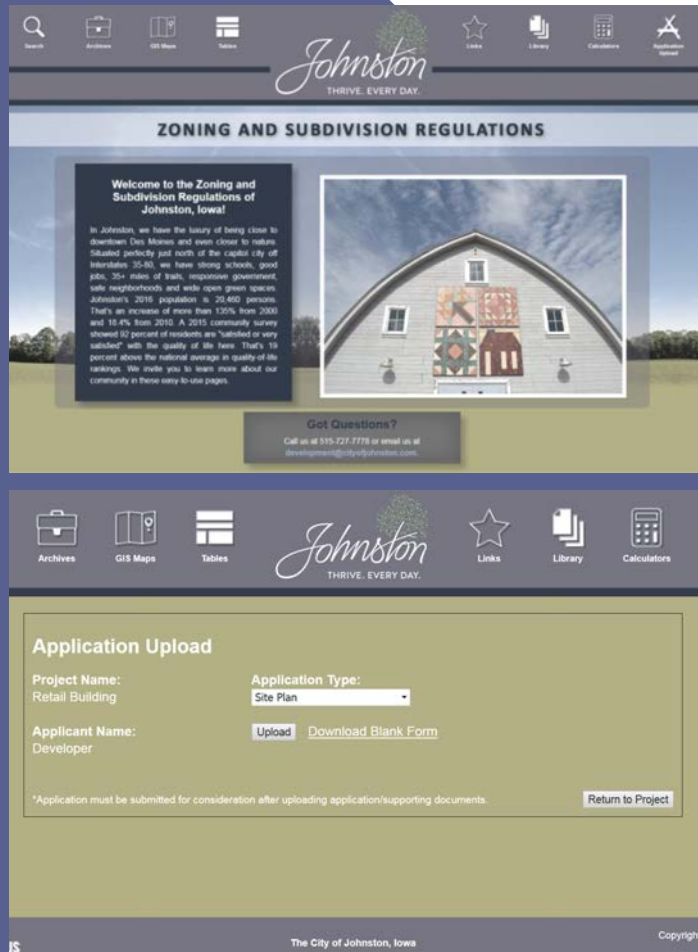 Search
Archives
GIS Maps
Tables
Johnston
THRIVE. EVERY DAY.
Links
Library
Calculators
Application
Upload
ZONING AND SUBDIVISION REGULATIONS
Welcome to the Zoning and
Subdivision Regulations of
Johnston, Iowa!
In Johnston, we have the luxury of being close to
downtown Des Moines and even closer to nature.
Situated perfectly just north of the capitol city off
Interstates 35-80, we have strong schools, good
jobs, 35+ miles of trails, responsive government,
safe neighborhoods and wide open green spaces.
Johnston's 2016 population is 20,460 persons.
That's an increase of more than 135% from 2000
and 18.4% from 2010. A 2015 community survey
showed 92 percent of residents are "satisfied or very
satisfied" with the quality of life here. That's 19
percent above the national average in quality-of-life
rankings. We invite you to learn more about our
community in these easy-to-use pages.
Got Questions?
Call us at 515-727-7778 or email us at
development@cityofjohnston.com.
Archives
GIS Maps
Tables
Johnston
THRIVE. EVERY DAY.
Links
Library
Calculators
Application Upload
Project Name:
Retail Building
Application Type:
Site Plan
Applicant Name:
Developer
Upload Download Blank Form
*Application must be submitted for consideration after uploading application/supporting documents.
Return to Project
US
The City of Johnston, Iowa
Copyrigh